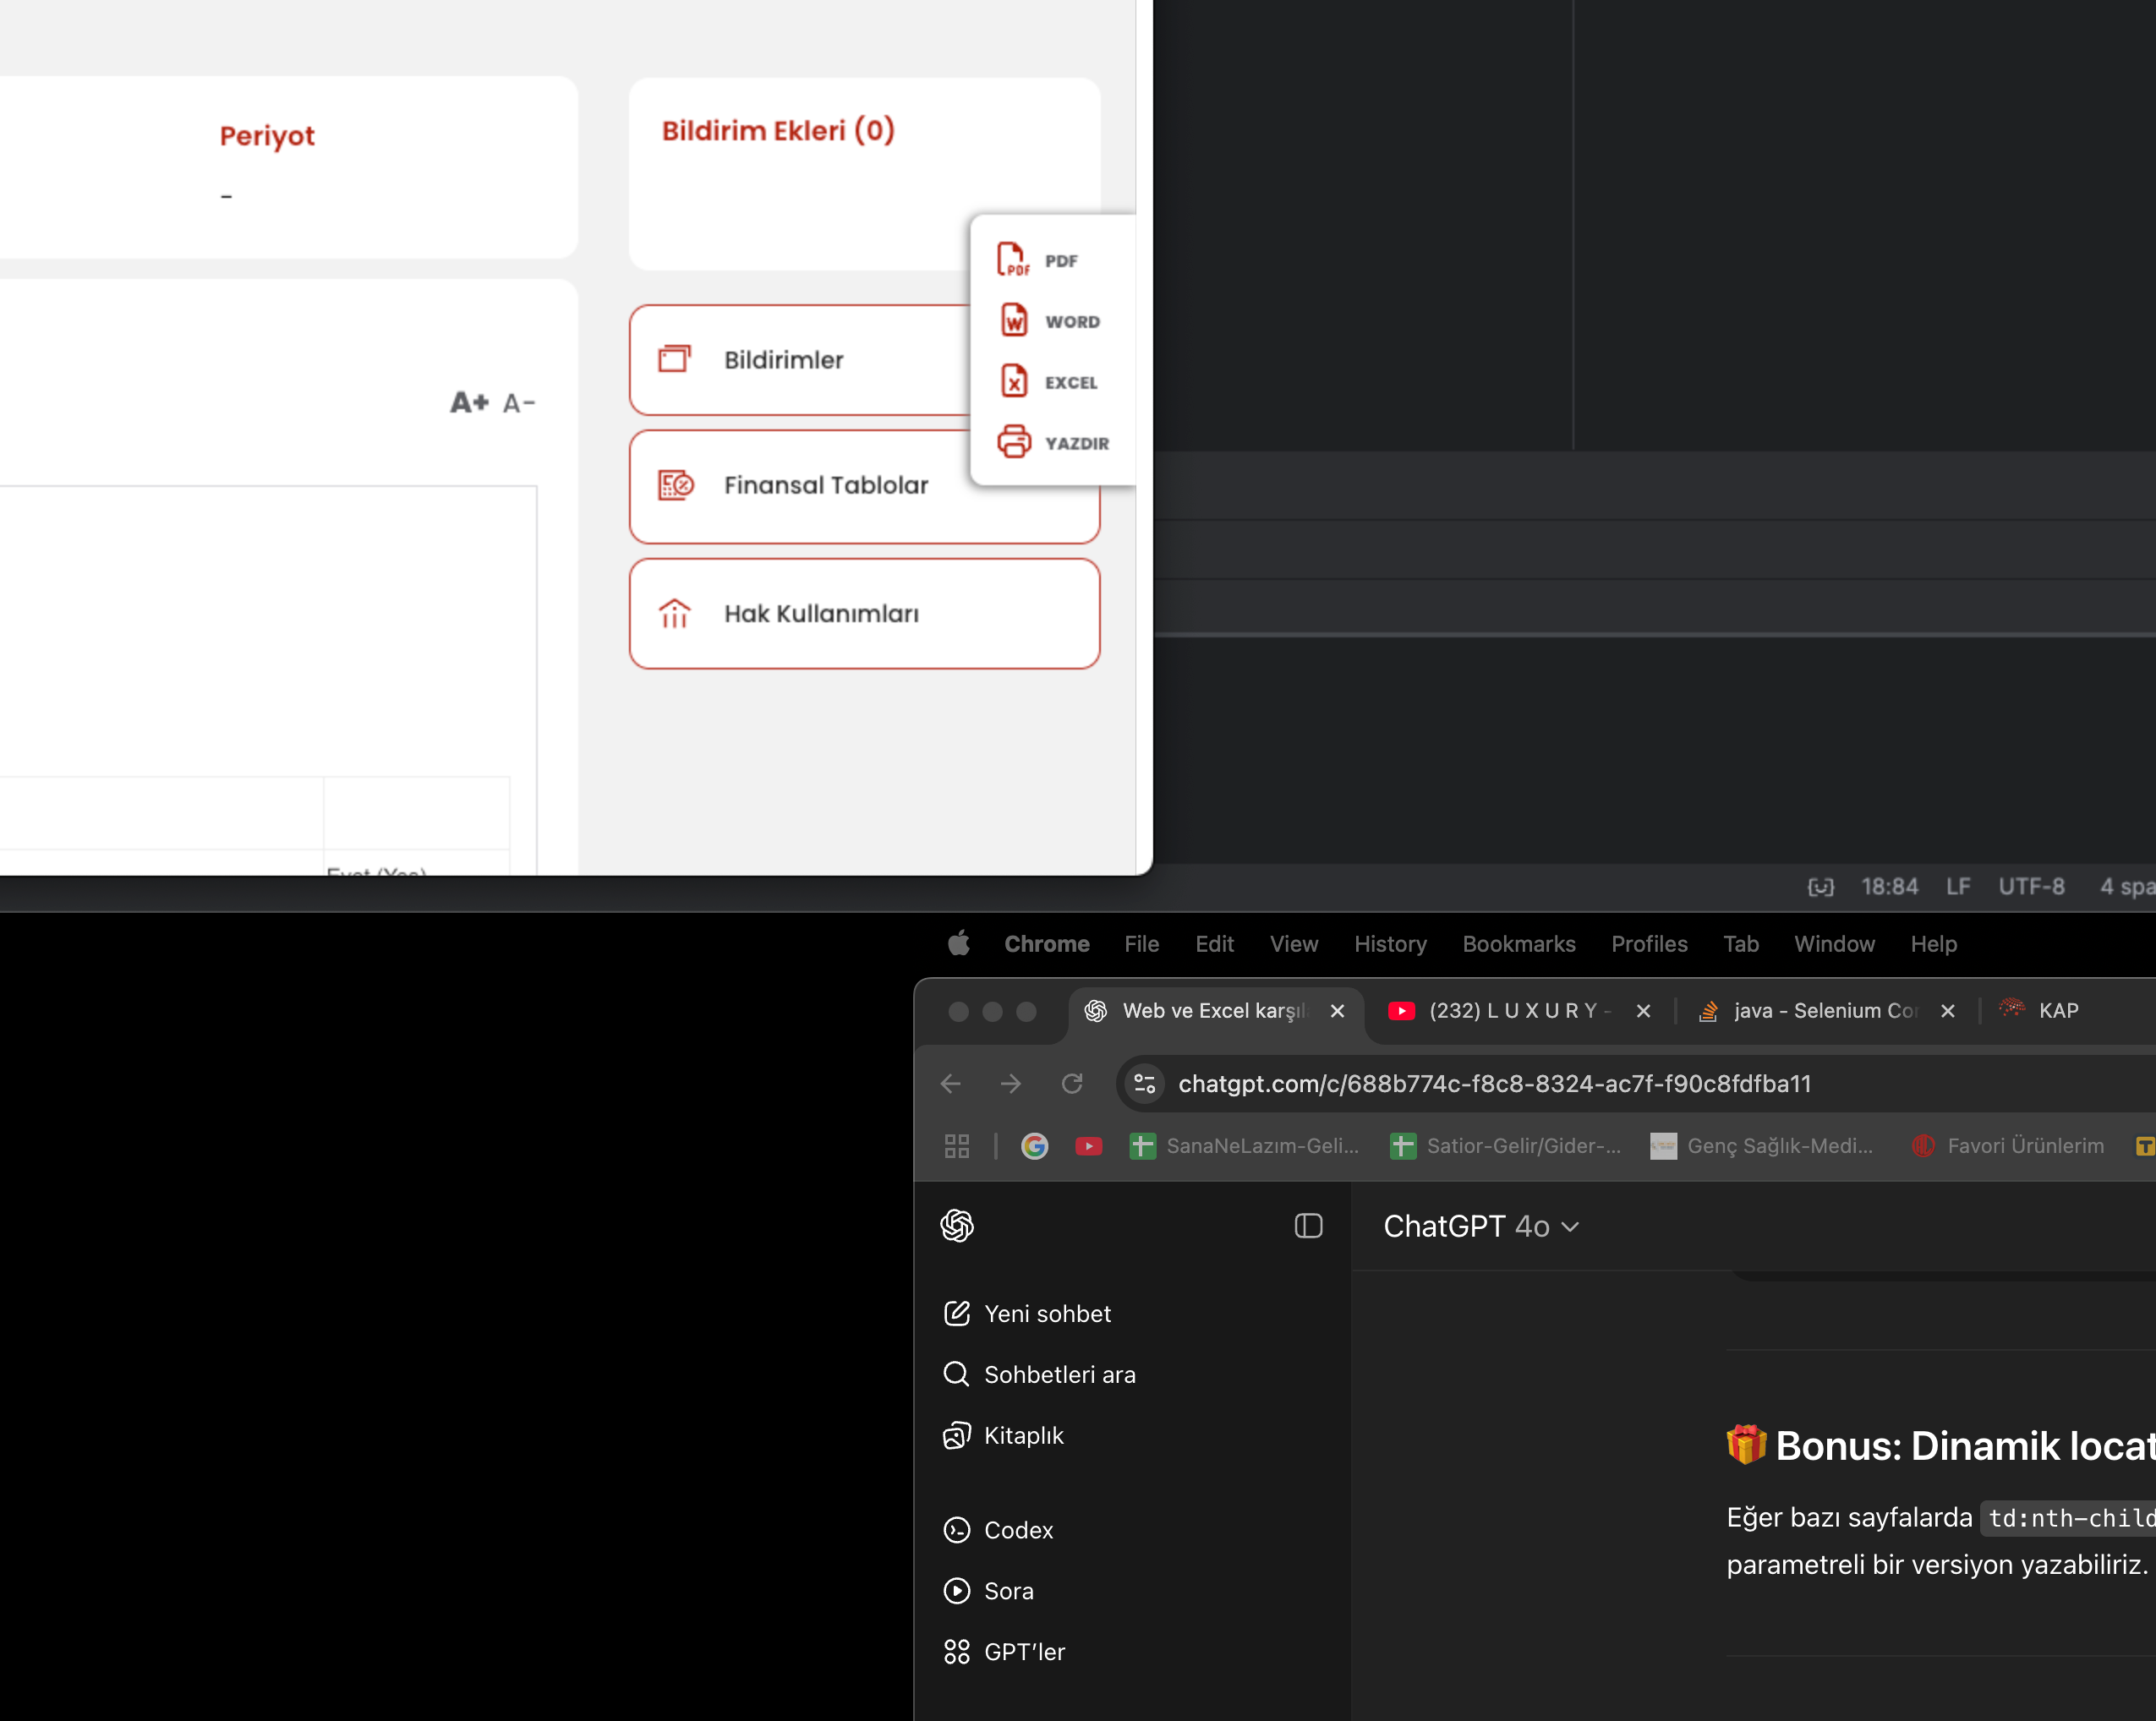 Periyot
-
Bildirim Ekleri (0)
PDF
WORD
EXCEL
YAZDIR
Bildirimler
A+ A-
Finansal Tablolar
Hak Kullanımları
18:84 LF UTF-8 4 spa
Chrome File Edit View History Bookmarks Profiles Tab Window Help
Web ve Excel karşıl
(232) L U X U R Y -
java - Selenium Co
KAP
chatgpt.com/c/688b774c-f8c8-8324-ac7f-f90c8fdfba11
SanaNeLazım-Geli...
Satior-Gelir/Gider-...
Genç Sağlık-Medi...
Favori Ürünlerim
ChatGPT 4o
Yeni sohbet
Sohbetleri ara
Kitaplık
Codex
Sora
GPT'ler
🎁 Bonus: Dinamik locat
Eğer bazı sayfalarda td:nth-child
parametreli bir versiyon yazabiliriz.